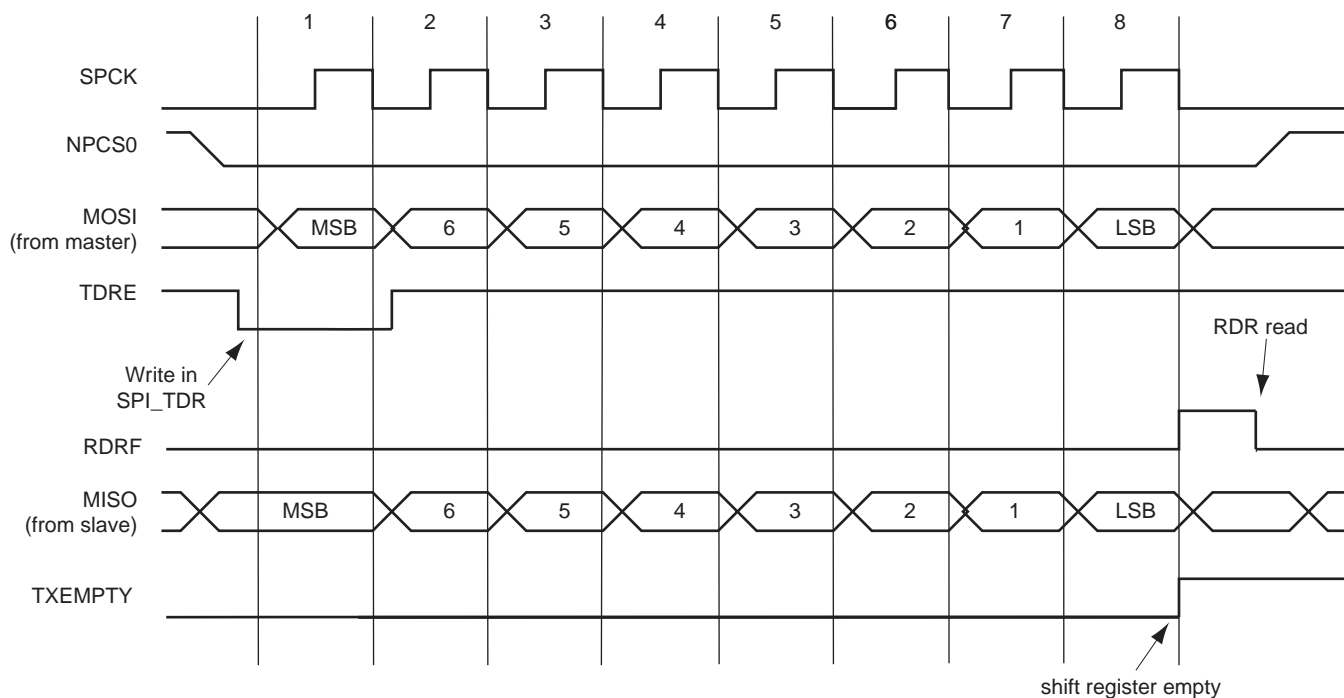 1 2 3 4 5 6 7 8
SPCK
NPCS0
MOSI
(from master)
MSB 6 5 4 3 2 1 LSB
TDRE
RDR read
Write in
SPI_TDR
RDRF
MISO
(from slave)
MSB 6 5 4 3 2 1 LSB
TXEMPTY
shift register empty